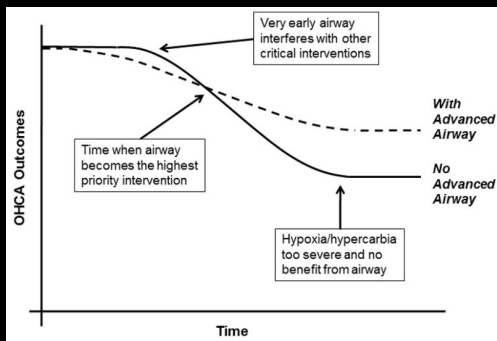 Very early airway
interferes with other
critical interventions
With
Advanced
Airway
OHCA Outcomes
Time when airway
becomes the highest
priority intervention
No
Advanced
Airway
Hypoxia/hypercarbia
too severe and no
benefit from airway
Time